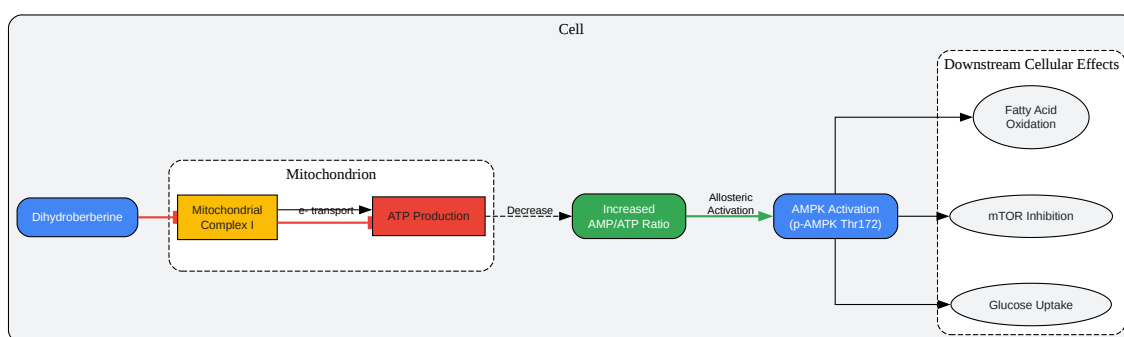 Cell
Downstream Cellular Effects
Fatty Acid
Oxidation
Mitochondrion
Dihydroberberine
Mitochondrial
Complex I
e- transport
ATP Production
Decrease
Increased
AMP/ATP Ratio
Allosteric
Activation
AMPK Activation
(p-AMPK Thr172)
mTOR Inhibition
Glucose Uptake